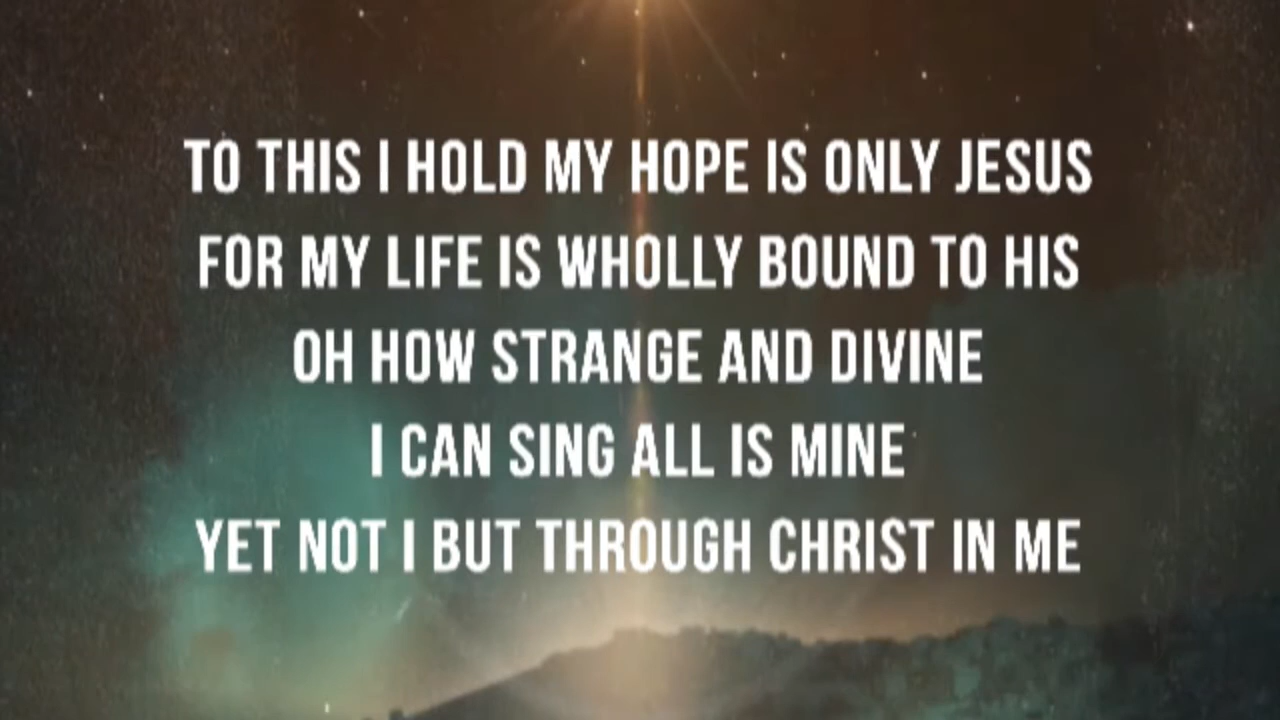 TO THIS I HOLD MY HOPE IS ONLY JESUS
FOR MY LIFE IS WHOLLY BOUND TO HIS
OH HOW STRANGE AND DIVINE
I CAN SING ALL IS MINE
YET NOT I BUT THROUGH CHRIST IN ME